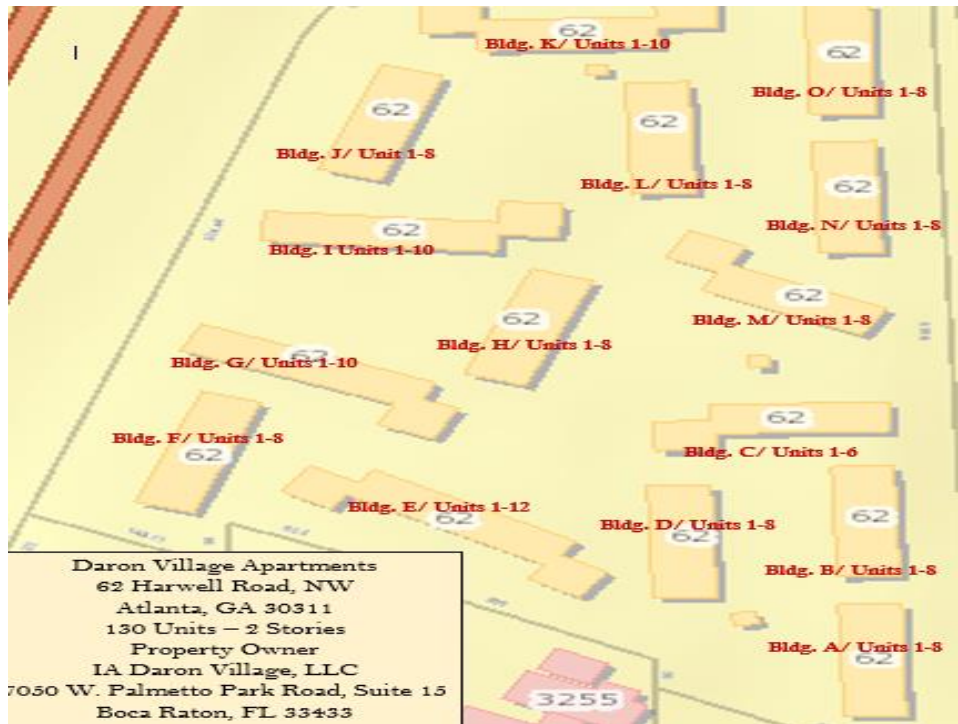 62
Bldg. K/ Units 1-10
62
Bldg. O/ Units 1-8
62
Bldg. J/ Unit 1-8
62
Bldg. L/ Units 1-8
62
Bldg. N/ Units 1-8
62
Bldg. I Units 1-10
62
Bldg. M/ Units 1-8
62
Bldg. H/ Units 1-8
62
Bldg. G/ Units 1-10
62
Bldg. C/ Units 1-6
Bldg. F/ Units 1-8
62
Bldg. E/ Units 1-12
62
Bldg. D/ Units 1-8
62
62
Bldg. B/ Units 1-8
Bldg. A/ Units 1-8
62
3255
Daron Village Apartments
62 Harwell Road, NW
Atlanta, GA 30311
130 Units – 2 Stories
Property Owner
IA Daron Village, LLC
7050 W. Palmetto Park Road, Suite 15
Boca Raton, FL 33433